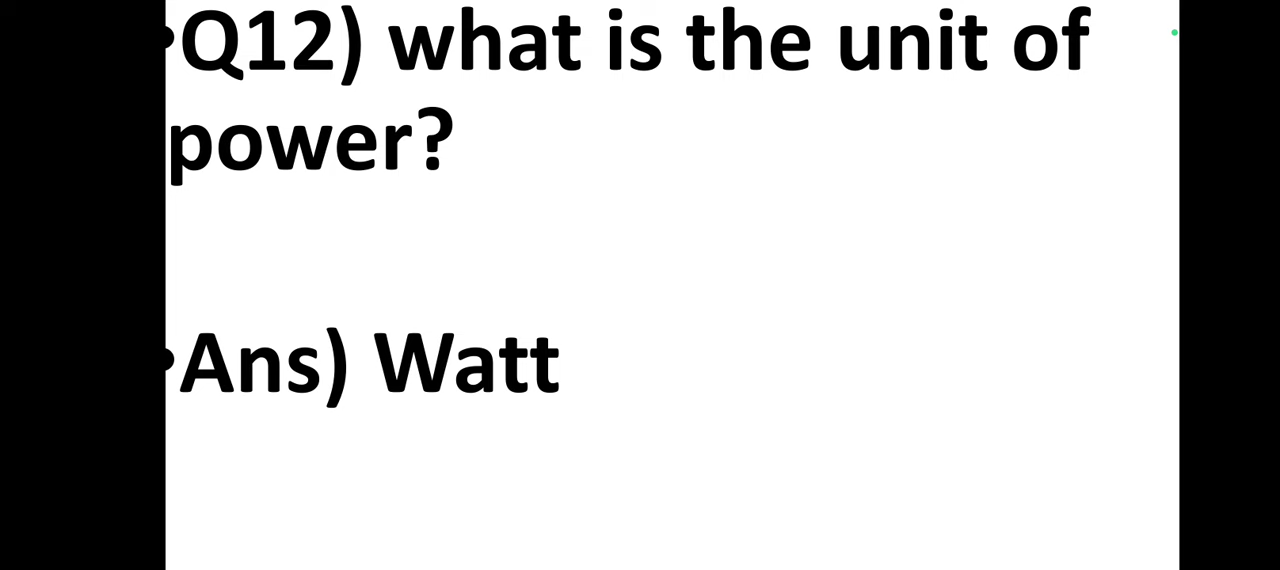 •Q12) what is the unit of
power?
•Ans) Watt